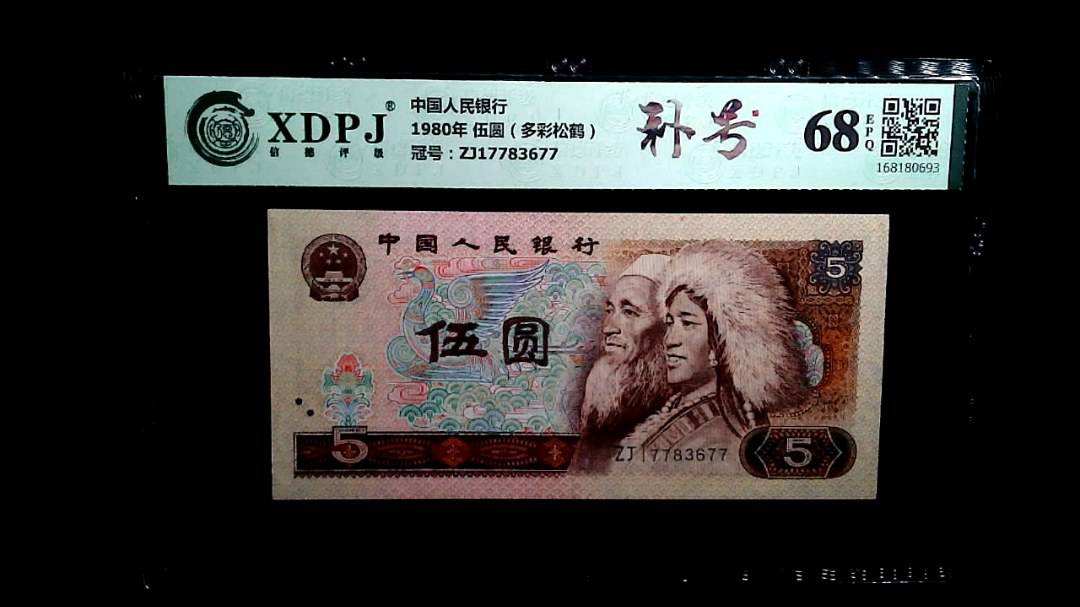 XDPJ®
信德评级
中国人民银行
1980年 伍圆（多彩松鹤）
冠号：ZJ17783677
补号
68
EPQ
168180693
中国人民银行
5
伍圆
5
ZJ17783677
5